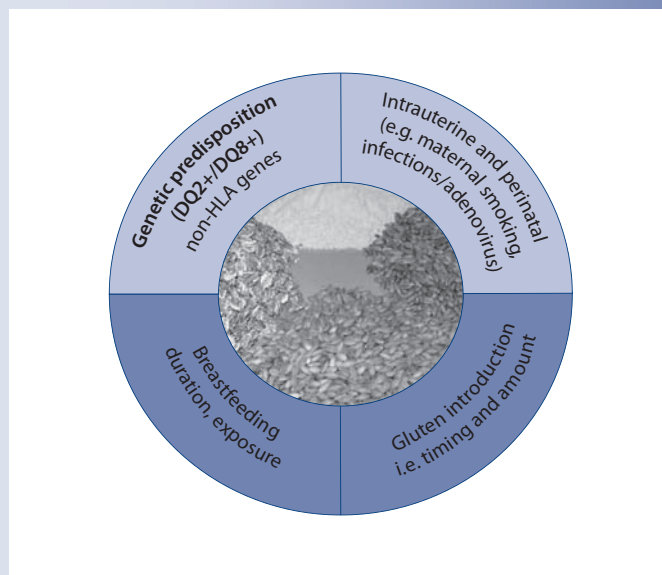 Genetic predisposition
(DQ2+/DQ8+)
non-HLA genes
Intrauterine and perinatal
(e.g. maternal smoking,
infections/adenovirus)
Breastfeeding
duration, exposure
Gluten introduction
i.e. timing and amount